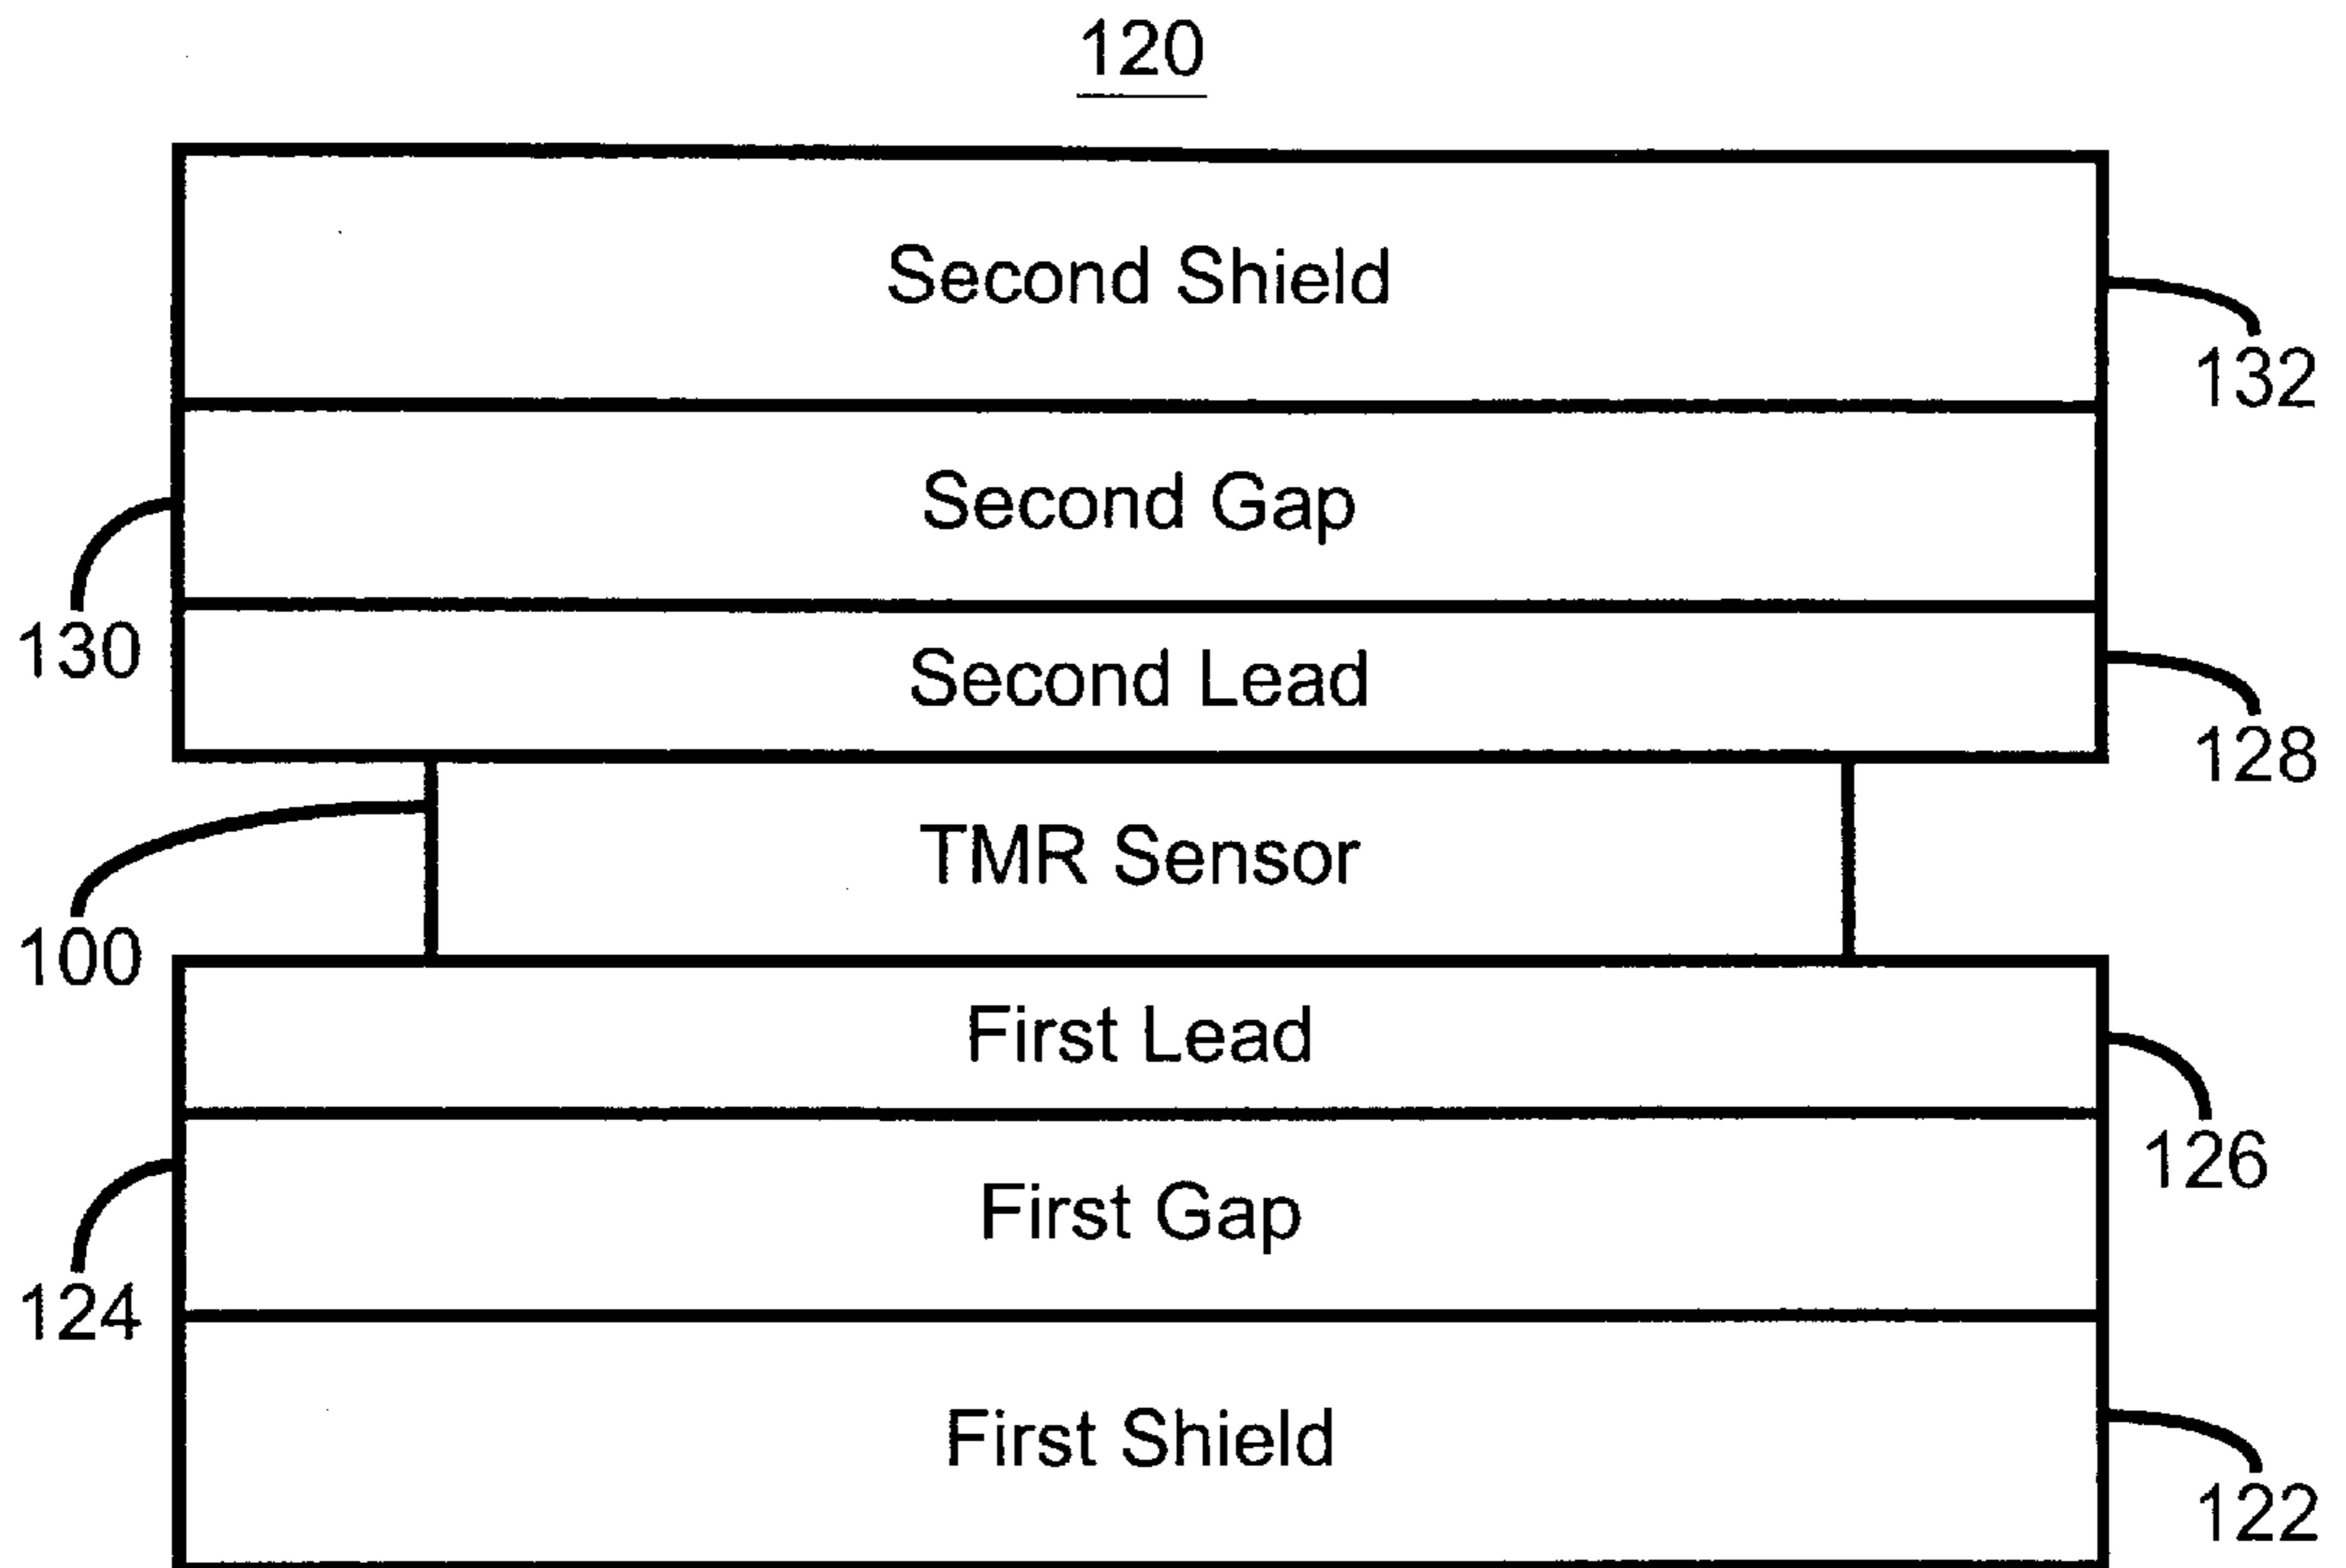 120
Second Shield
132
Second Gap
130
Second Lead
128
TMR Sensor
100
First Lead
126
First Gap
124
First Shield
122